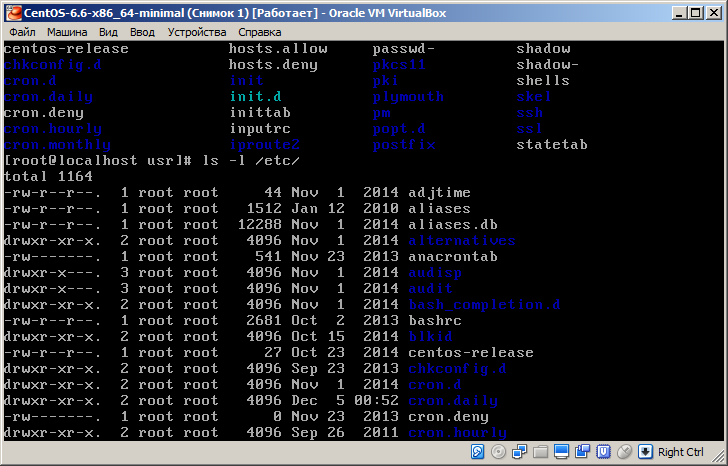 CentOS-6.6-x86_64-minimal (Снимок 1) [Работает] - Oracle VM VirtualBox
Файл Машина Вид Ввод Устройства Справка
centos-release hosts.allow passwd- shadow
chkconfig.d hosts.deny pkcs11 shadow-
cron.d init pki shells
cron.daily init.d plymouth skel
cron.deny inittab pm ssh
cron.hourly inputrc popt.d ssl
cron.monthly iproute2 postfix statetab
[root@localhost usr]# ls -l /etc/
total 1164
-rw-r--r--. 1 root root 44 Nov 1 2014 adjtime
-rw-r--r--. 1 root root 1512 Jan 12 2010 aliases
-rw-r--r--. 1 root root 12288 Nov 1 2014 aliases.db
drwxr-xr-x. 2 root root 4096 Nov 1 2014 alternatives
-rw-------. 1 root root 541 Nov 23 2013 anacrontab
drwxr-x---. 3 root root 4096 Nov 1 2014 audisp
drwxr-x---. 3 root root 4096 Nov 1 2014 audit
drwxr-xr-x. 2 root root 4096 Nov 1 2014 bash_completion.d
-rw-r--r--. 1 root root 2681 Oct 2 2013 bashrc
drwxr-xr-x. 2 root root 4096 Oct 15 2014 blkid
-rw-r--r--. 1 root root 27 Oct 23 2014 centos-release
drwxr-xr-x. 2 root root 4096 Sep 23 2013 chkconfig.d
drwxr-xr-x. 2 root root 4096 Nov 1 2014 cron.d
drwxr-xr-x. 2 root root 4096 Dec 5 00:52 cron.daily
-rw-------. 1 root root 0 Nov 23 2013 cron.deny
drwxr-xr-x. 2 root root 4096 Sep 26 2011 cron.hourly
Right Ctrl